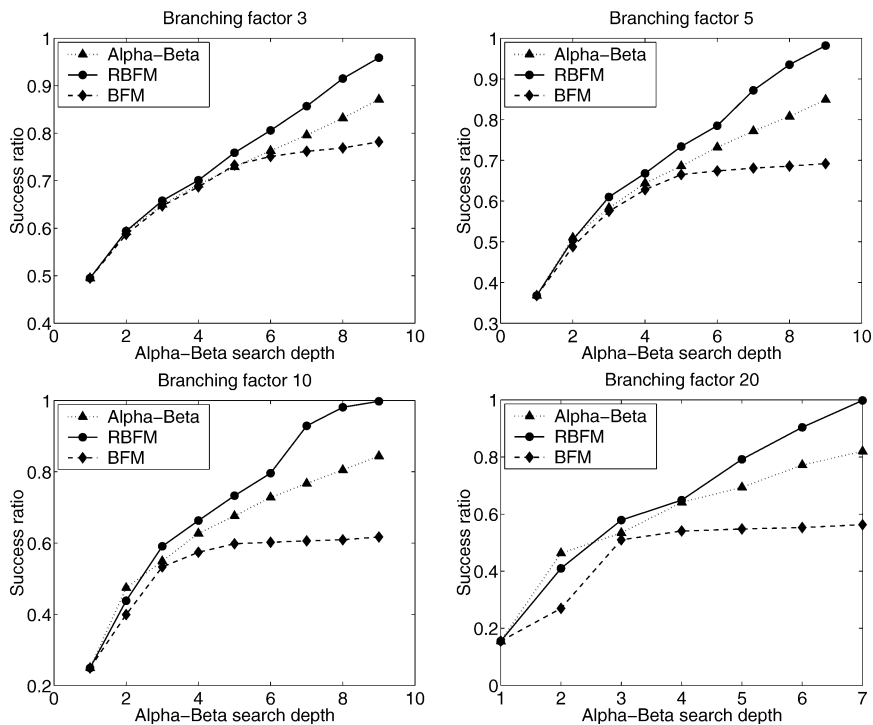 Branching factor 3
Success ratio
1
0.9
0.8
0.7
0.6
0.5
0.4
Alpha−Beta
RBFM
BFM
0 2 4 6 8 10
Alpha−Beta search depth
Branching factor 5
Success ratio
1
0.9
0.8
0.7
0.6
0.5
0.4
0.3
Alpha−Beta
RBFM
BFM
0 2 4 6 8 10
Alpha−Beta search depth
Branching factor 10
Success ratio
1
0.8
0.6
0.4
0.2
Alpha−Beta
RBFM
BFM
0 2 4 6 8 10
Alpha−Beta search depth
Branching factor 20
Success ratio
1
0.8
0.6
0.4
0.2
0
Alpha−Beta
RBFM
BFM
1 2 3 4 5 6 7
Alpha−Beta search depth